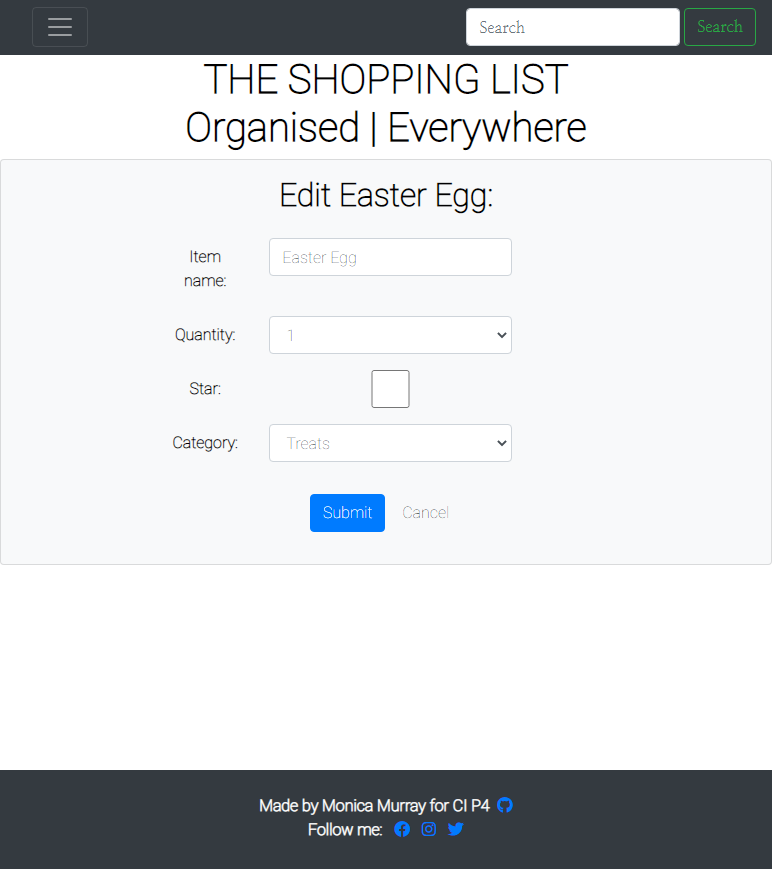 Search Search
THE SHOPPING LIST
Organised | Everywhere
Edit Easter Egg:
Item
name:
Easter Egg
Quantity:
1
Star:
Category:
Treats
Submit Cancel
Made by Monica Murray for CI P4
Follow me: